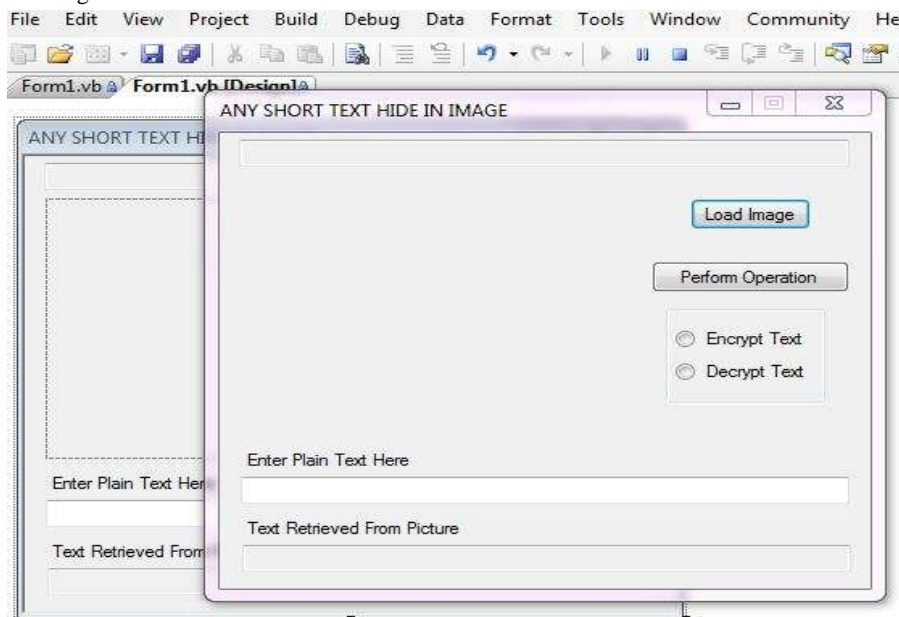 File Edit View Project Build Debug Data Format Tools Window Community He
Form1.vb Form1.vb [Design]
ANY SHORT TEXT HIDE IN IMAGE
ANY SHORT TEXT HI
Load Image
Perform Operation
Encrypt Text
Decrypt Text
Enter Plain Text Here
Enter Plain Text Her
Text Retrieved From Picture
Text Retrieved From